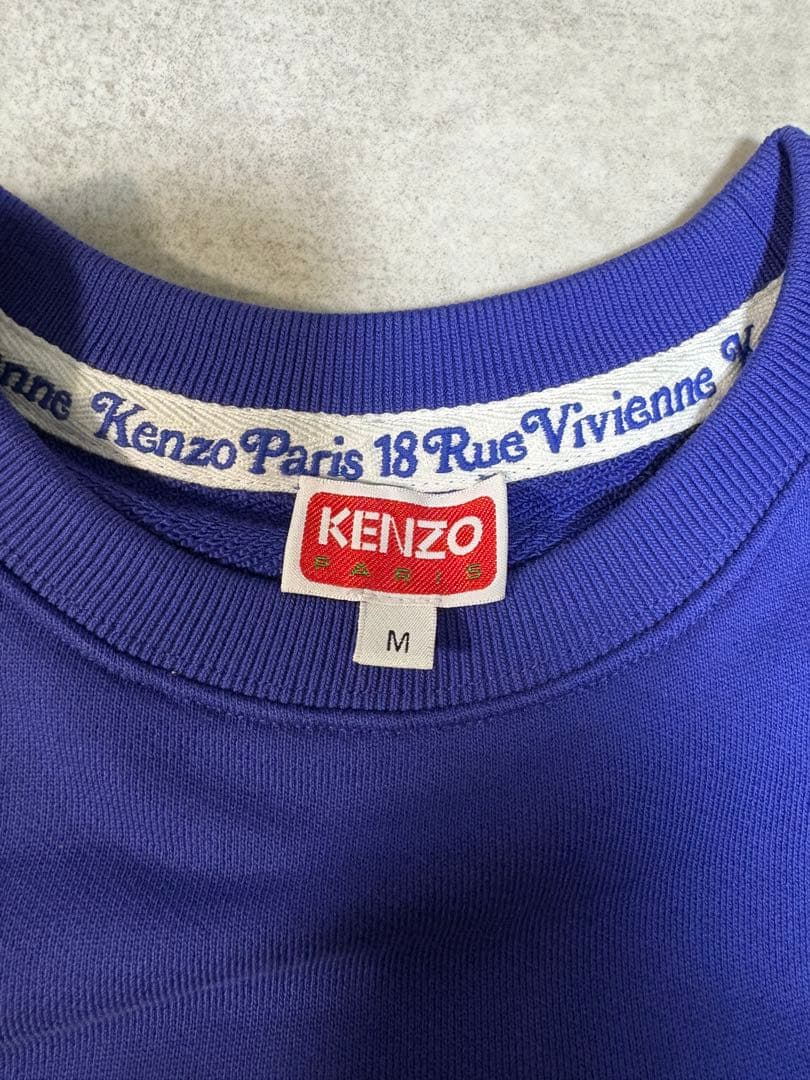 nne Kenzo Paris 18 Rue Vivienne K
KENZO
PARIS
M